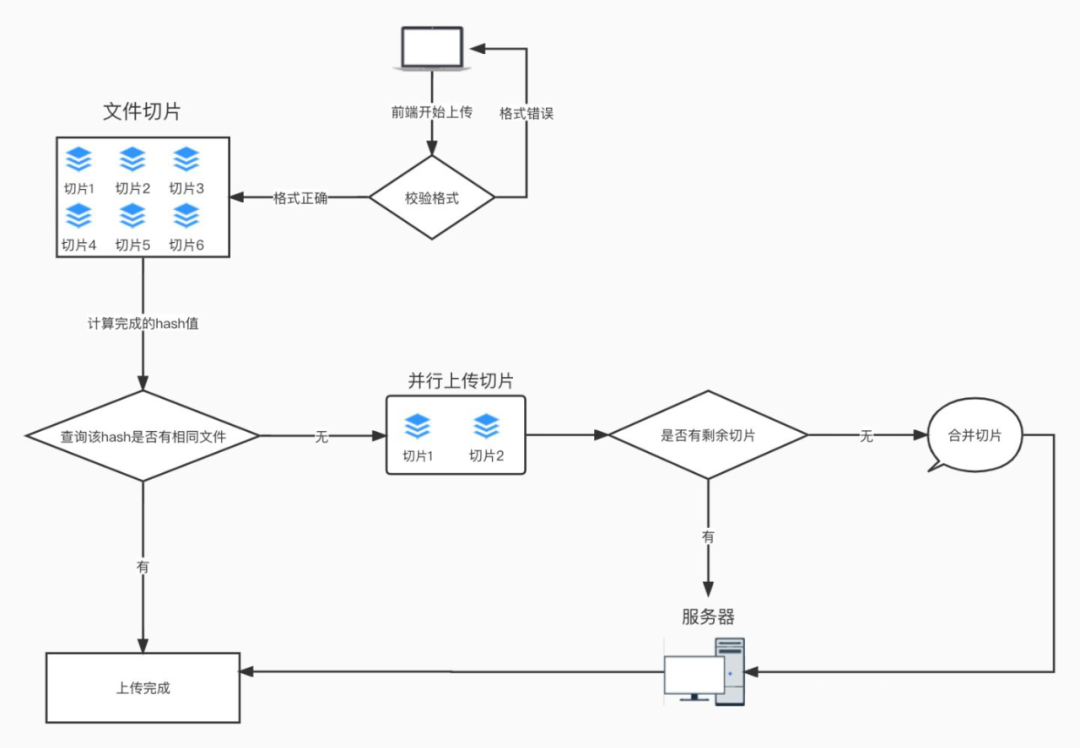 前端开始上传
格式错误
文件切片
切片1 切片2 切片3
切片4 切片5 切片6
格式正确
校验格式
计算完成的hash值
查询该hash是否有相同文件
无
并行上传切片
切片1 切片2
是否有剩余切片
无
合并切片
有
有
服务器
上传完成